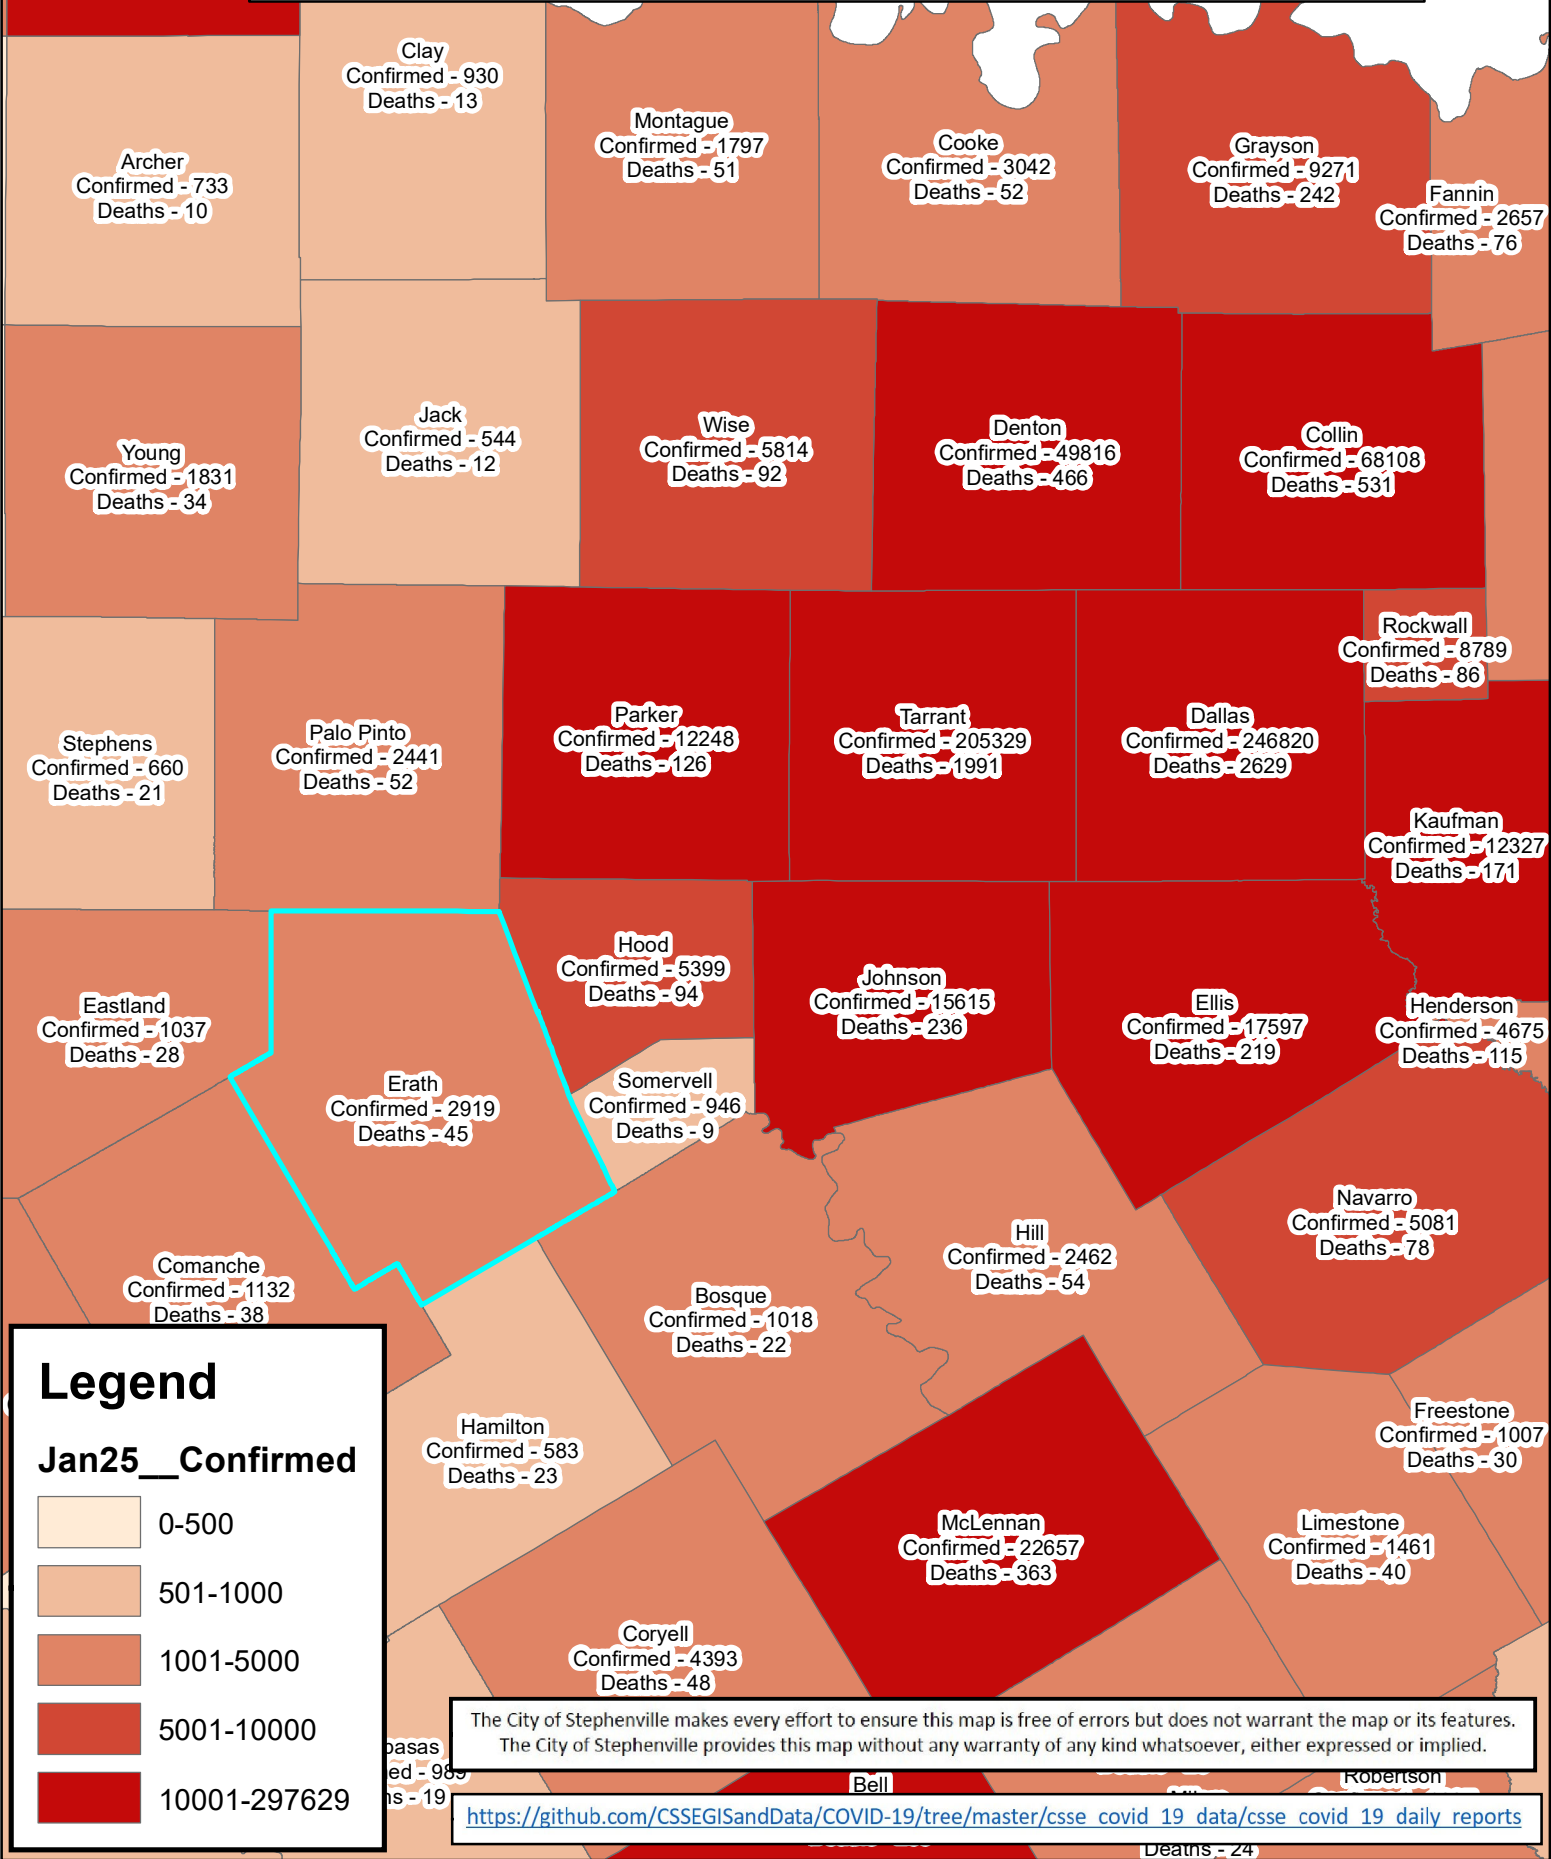 Clay
Confirmed - 930
Deaths - 13
Montague
Confirmed - 1797
Deaths - 51
Cooke
Confirmed - 3042
Deaths - 52
Grayson
Confirmed - 9271
Deaths - 242
Archer
Confirmed - 733
Deaths - 10
Fannin
Confirmed - 2657
Deaths - 76
Young
Confirmed - 1831
Deaths - 34
Jack
Confirmed - 544
Deaths - 12
Wise
Confirmed - 5814
Deaths - 92
Denton
Confirmed - 49816
Deaths - 466
Collin
Confirmed - 68108
Deaths - 531
Rockwall
Confirmed - 8789
Deaths - 86
Stephens
Confirmed - 660
Deaths - 21
Palo Pinto
Confirmed - 2441
Deaths - 52
Parker
Confirmed - 12248
Deaths - 126
Tarrant
Confirmed - 205329
Deaths - 1991
Dallas
Confirmed - 246820
Deaths - 2629
Kaufman
Confirmed - 12327
Deaths - 171
Eastland
Confirmed - 1037
Deaths - 28
Erath
Confirmed - 2919
Deaths - 45
Hood
Confirmed - 5399
Deaths - 94
Somervell
Confirmed - 946
Deaths - 9
Johnson
Confirmed - 15615
Deaths - 236
Ellis
Confirmed - 17597
Deaths - 219
Henderson
Confirmed - 4675
Deaths - 115
Comanche
Confirmed - 1132
Deaths - 38
Bosque
Confirmed - 1018
Deaths - 22
Hill
Confirmed - 2462
Deaths - 54
Navarro
Confirmed - 5081
Deaths - 78
Hamilton
Confirmed - 583
Deaths - 23
Freestone
Confirmed - 1007
Deaths - 30
McLennan
Confirmed - 22657
Deaths - 363
Limestone
Confirmed - 1461
Deaths - 40
Coryell
Confirmed - 4393
Deaths - 48
Legend
Jan25__Confirmed
0-500
501-1000
1001-5000
5001-10000
10001-297629
pasas
ed - 989
ns - 19
The City of Stephenville makes every effort to ensure this map is free of errors but does not warrant the map or its features.
The City of Stephenville provides this map without any warranty of any kind whatsoever, either expressed or implied.
Bell
Robertson
https://github.com/CSSEGISandData/COVID-19/tree/master/csse_covid_19_data/csse_covid_19_daily_reports
Deaths - 24